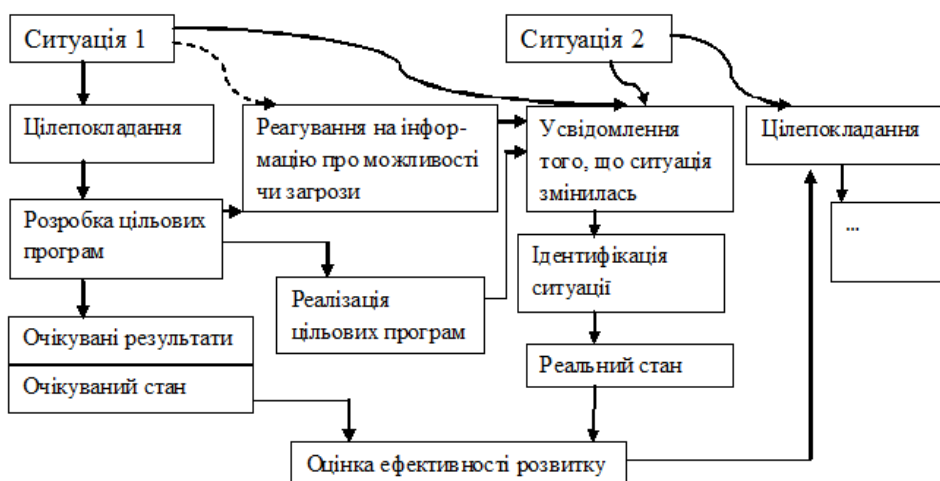 Ситуація 1
Ситуація 2
Цілепокладання
Реагування на інфор-
мацію про можливості
чи загрози
Усвідомлення
того, що ситуація
змінилась
Цілепокладання
Розробка цільових
програм
...
Ідентифікація
ситуації
Реалізація
цільових програм
Очікувані результати
Реальний стан
Очікуваний стан
Оцінка ефективності розвитку